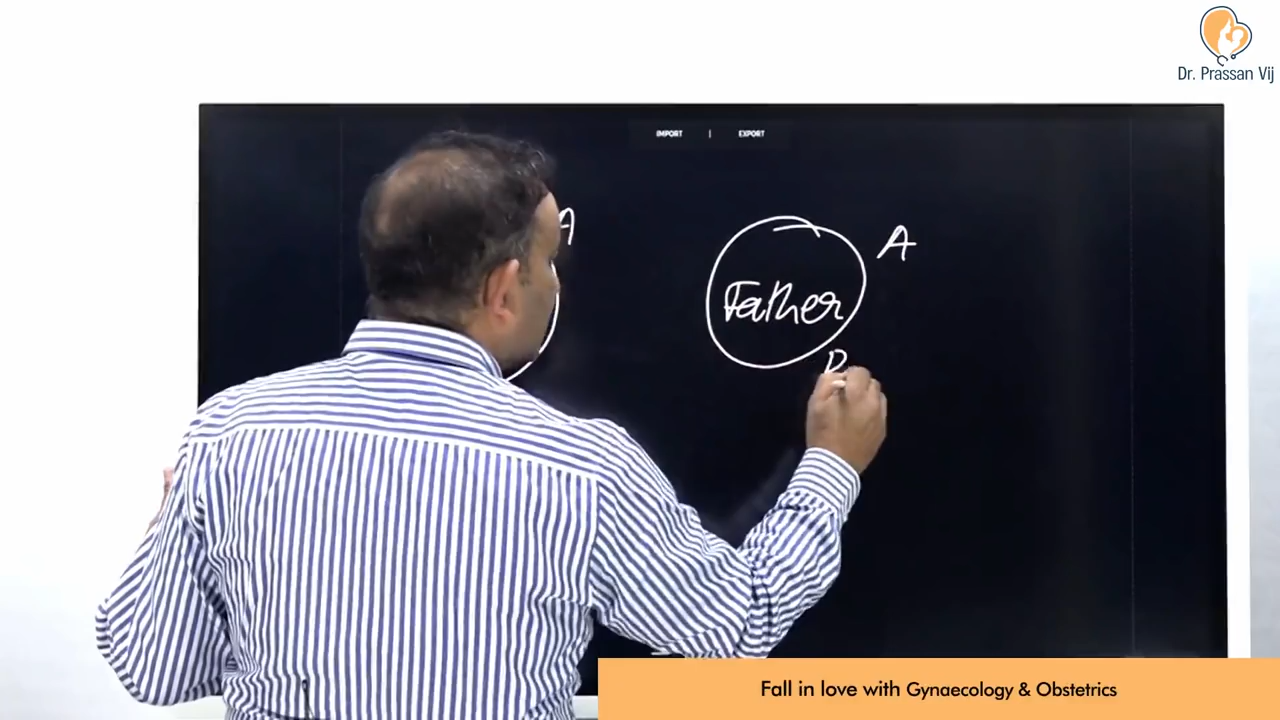 Dr. Prassan Vij
IMPORT | EXPORT
A
A
Father
Fall in love with Gynaecology & Obstetrics